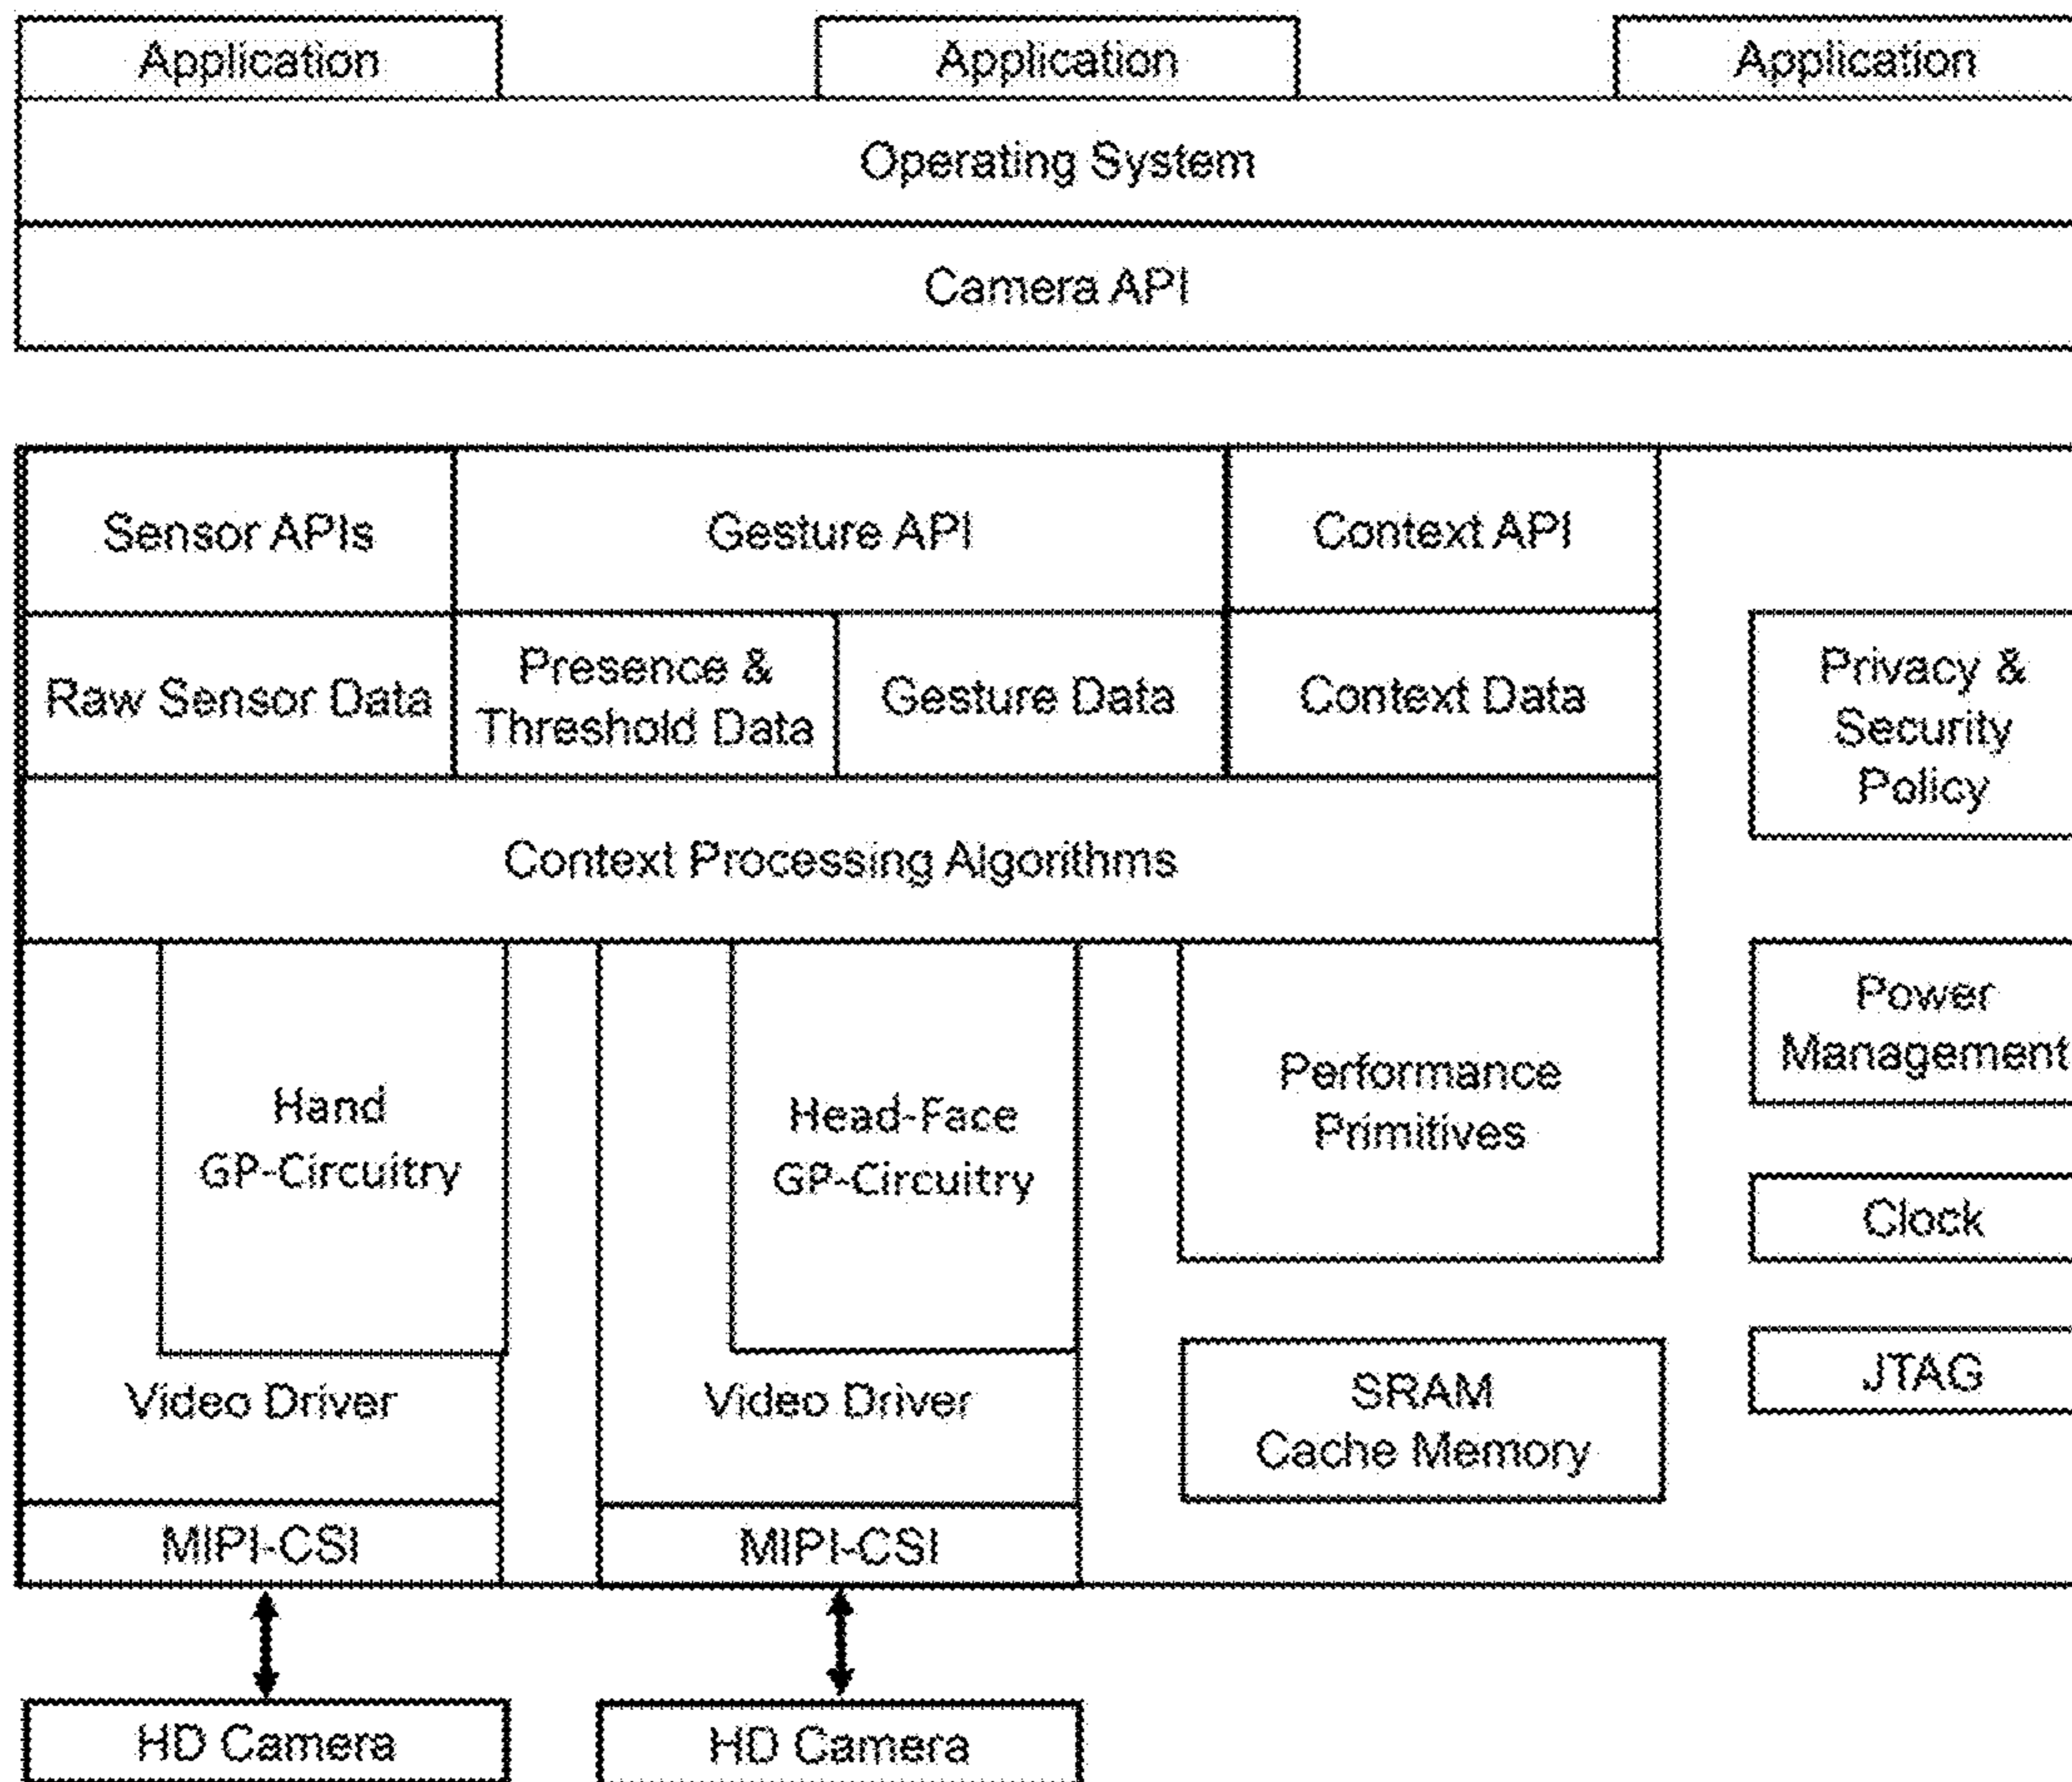 Application
Application
Application
Operating System
Camera API
Sensor APIs
Gesture API
Context API
Raw Sensor Data
Presence &
Threshold Data
Gesture Data
Context Data
Privacy &
Security
Policy
Context Processing Algorithms
Hand
GP-Circuitry
Head-Face
GP-Circuitry
Performance
Primitives
Power
Management
Clock
Video Driver
Video Driver
SRAM
Cache Memory
JTAG
MIPI-CSI
MIPI-CSI
HD Camera
HD Camera